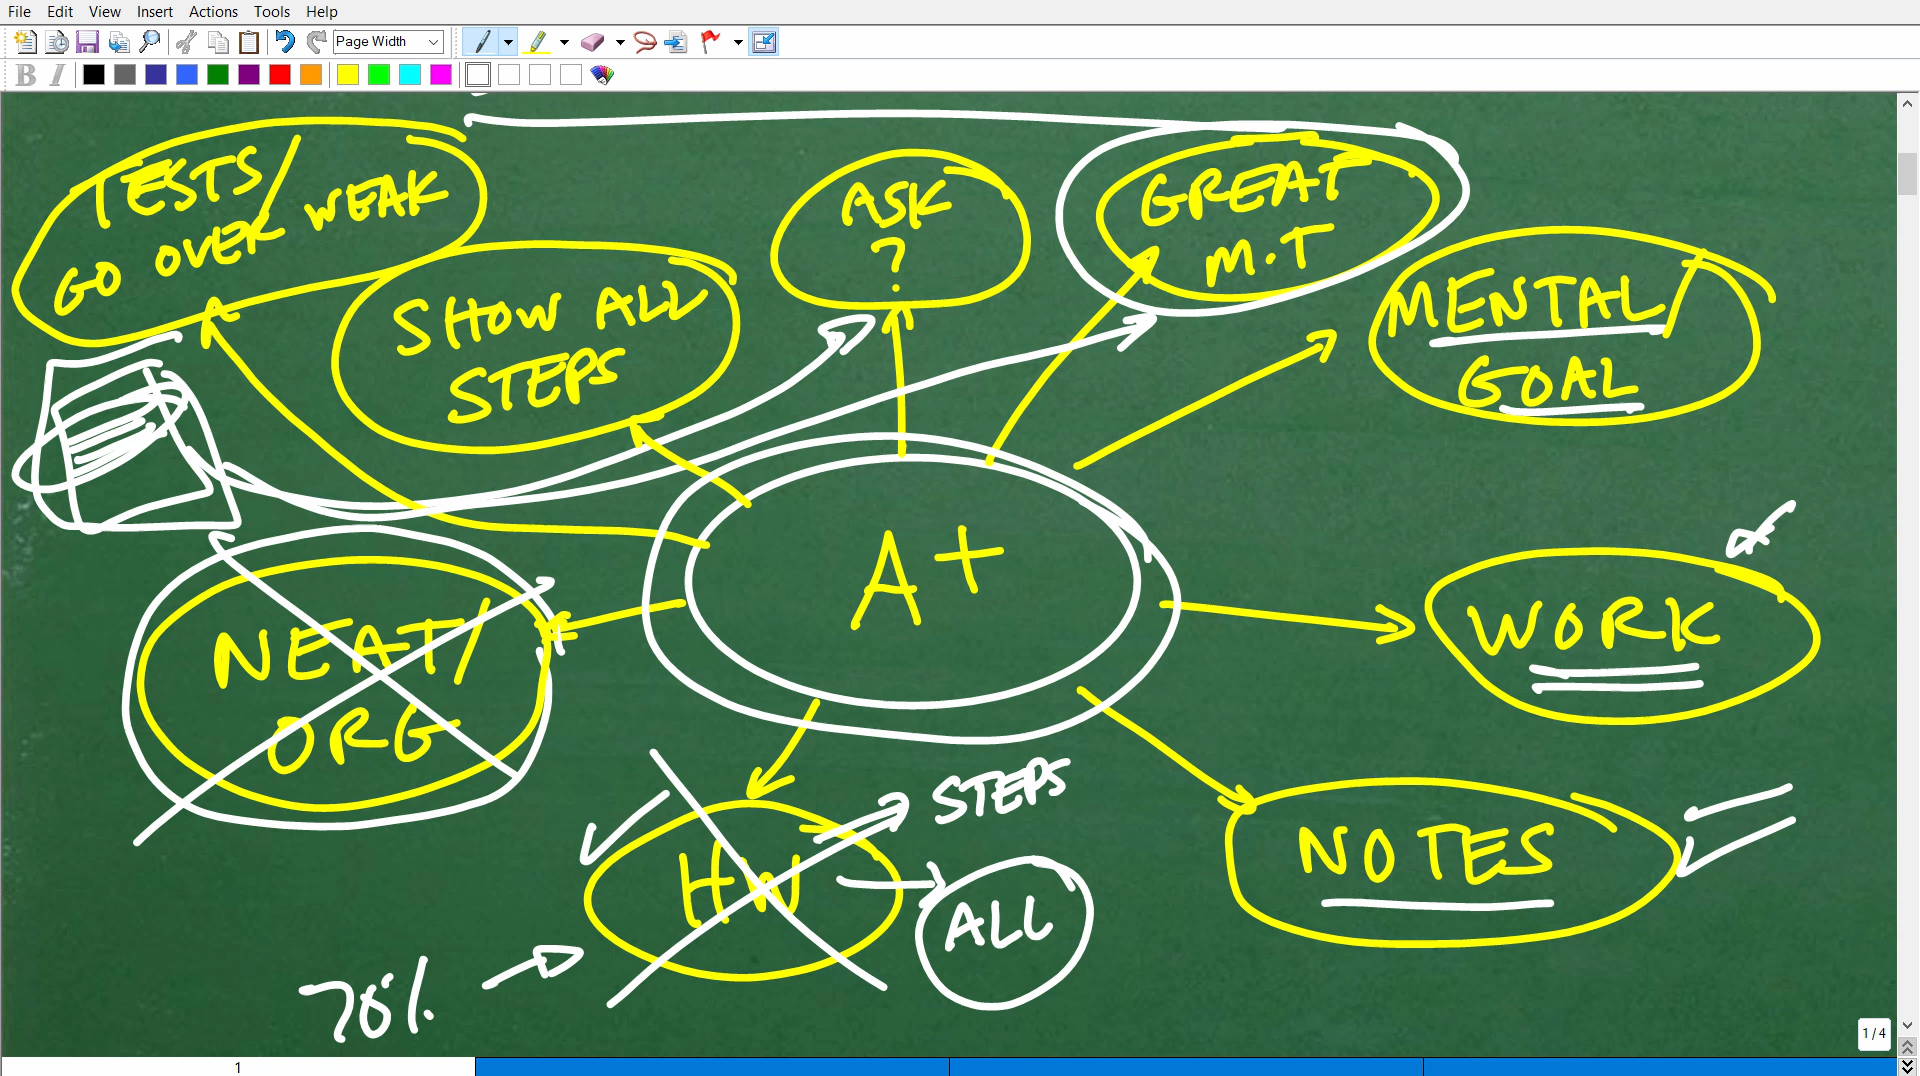 File Edit View Insert Actions Tools Help
Page Width
B I
TESTS/
GO OVER WEAK
SHOW ALL
STEPS
ASK
?
GREAT
M.T
MENTAL/
GOAL
A+
NEAT/
ORG
WORK
HW
STEPS
ALL
NOTES
70%
1 / 4
1